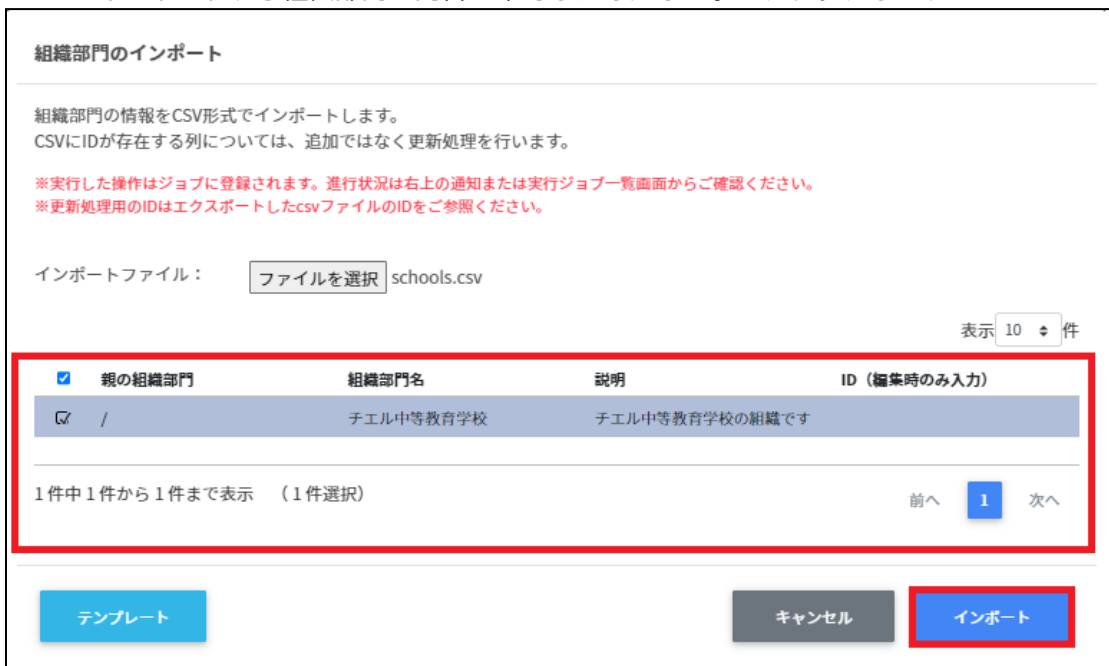 組織部門のインポート
組織部門の情報をCSV形式でインポートします。
CSVにIDが存在する列については、追加ではなく更新処理を行います。
※実行した操作はジョブに登録されます。進行状況は右上の通知または実行ジョブ一覧画面からご確認ください。
※更新処理用のIDはエクスポートしたcsvファイルのIDをご参照ください。
インポートファイル： ファイルを選択 schools.csv
表示 10 件
親の組織部門 組織部門名 説明 ID（編集時のみ入力）
/ チエル中等教育学校 チエル中等教育学校の組織です
1件中1件から1件まで表示 （1件選択） 前へ 1 次へ
テンプレート キャンセル インポート